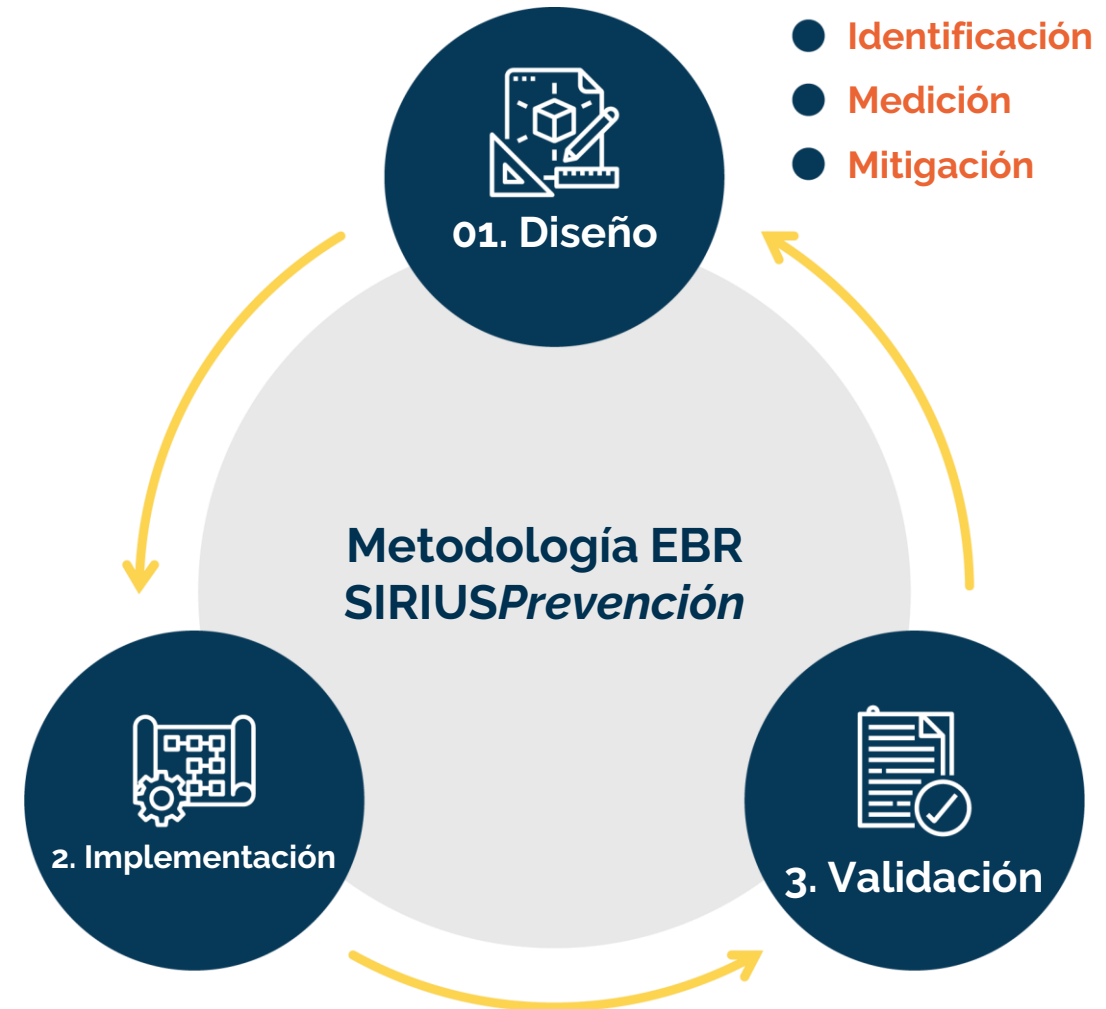 Identificación
Medición
Mitigación
01. Diseño
Metodología EBR
SIRIUSPrevención
2. Implementación
3. Validación